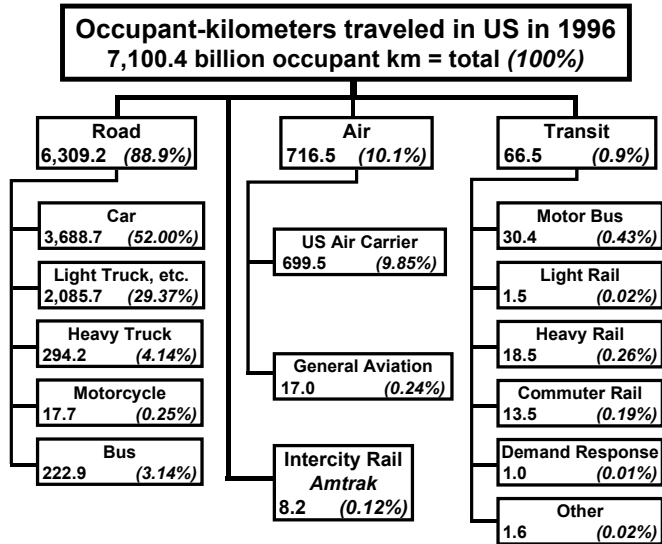 Occupant-kilometers traveled in US in 1996
7,100.4 billion occupant km = total (100%)
Road
6,309.2 (88.9%)
Car
3,688.7 (52.00%)
Light Truck, etc.
2,085.7 (29.37%)
Heavy Truck
294.2 (4.14%)
Motorcycle
17.7 (0.25%)
Bus
222.9 (3.14%)
Air
716.5 (10.1%)
US Air Carrier
699.5 (9.85%)
General Aviation
17.0 (0.24%)
Intercity Rail
Amtrak
8.2 (0.12%)
Transit
66.5 (0.9%)
Motor Bus
30.4 (0.43%)
Light Rail
1.5 (0.02%)
Heavy Rail
18.5 (0.26%)
Commuter Rail
13.5 (0.19%)
Demand Response
1.0 (0.01%)
Other
1.6 (0.02%)